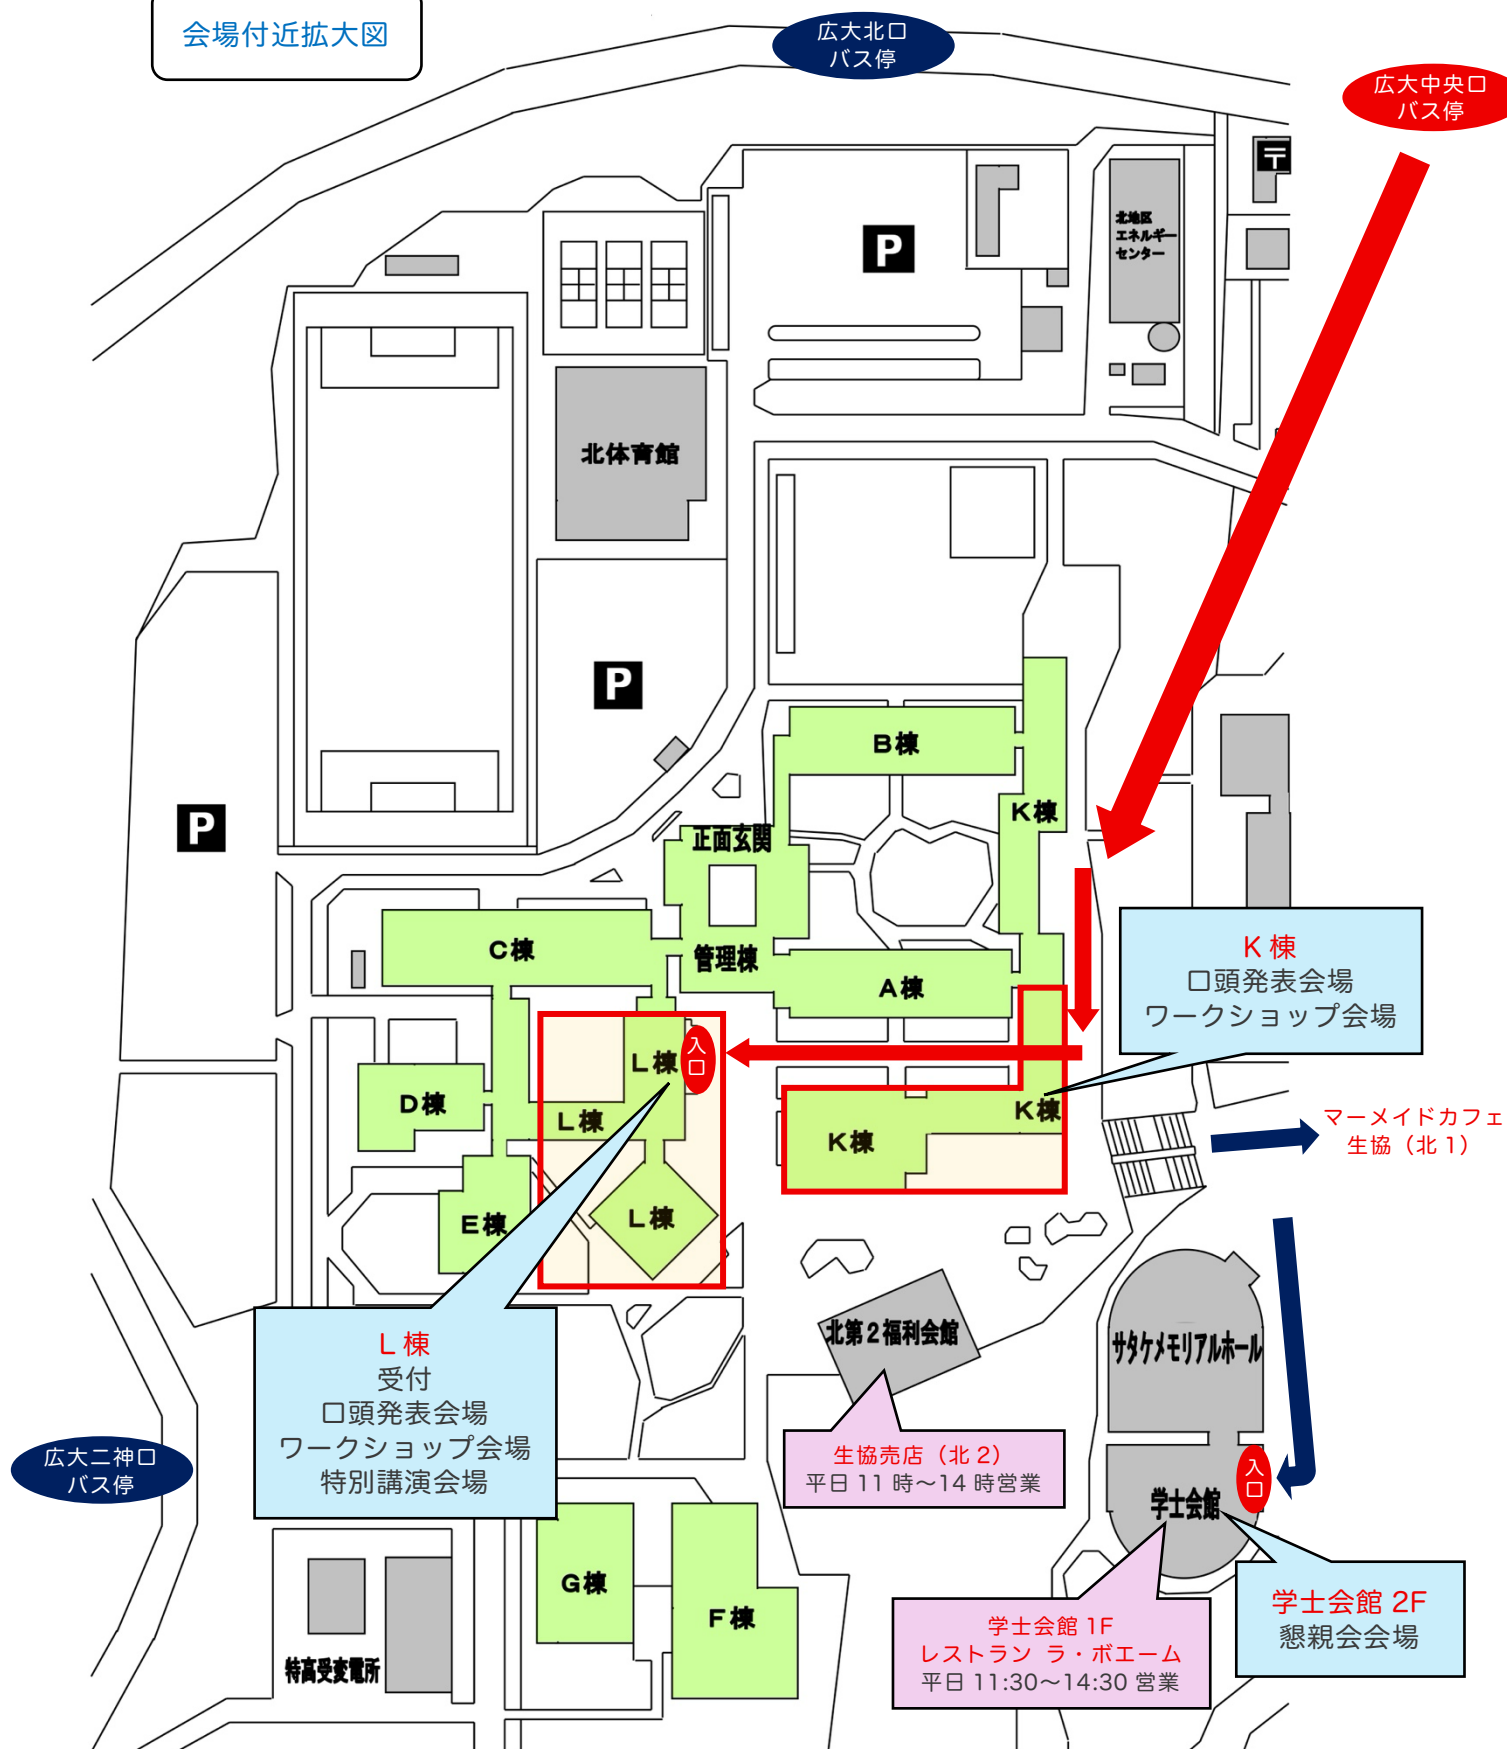 会場付近拡大図
広大北口
バス停
広大中央口
バス停
〒
北地区
エネルギー
センター
P
北体育館
P
P
B棟
K棟
正面玄関
C棟
管理棟
A棟
K棟
口頭発表会場
ワークショップ会場
L棟
入
口
D棟
L棟
K棟
K棟
マーメイドカフェ
生協（北1）
E棟
L棟
北第2福利会館
サタケメモリアルホール
L棟
受付
口頭発表会場
ワークショップ会場
特別講演会場
広大二神口
バス停
生協売店（北2）
平日11時～14時営業
入
口
学士会館
G棟
F棟
学士会館 2F
懇親会会場
学士会館 1F
レストラン ラ・ボエーム
平日 11:30～14:30 営業
特高受変電所